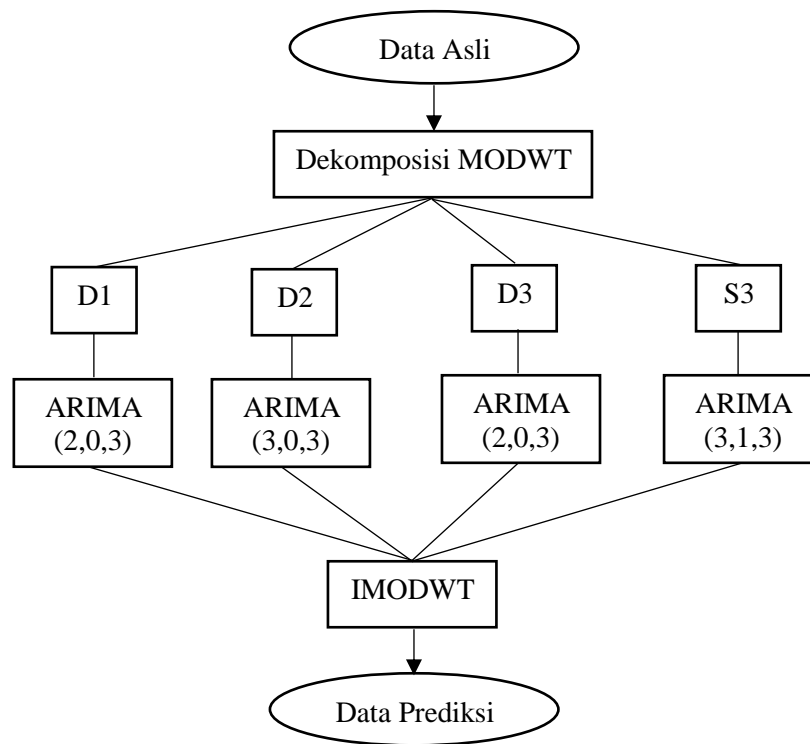 Data Asli
Dekomposisi MODWT
D1
D2
D3
S3
ARIMA
(2,0,3)
ARIMA
(3,0,3)
ARIMA
(2,0,3)
ARIMA
(3,1,3)
IMODWT
Data Prediksi